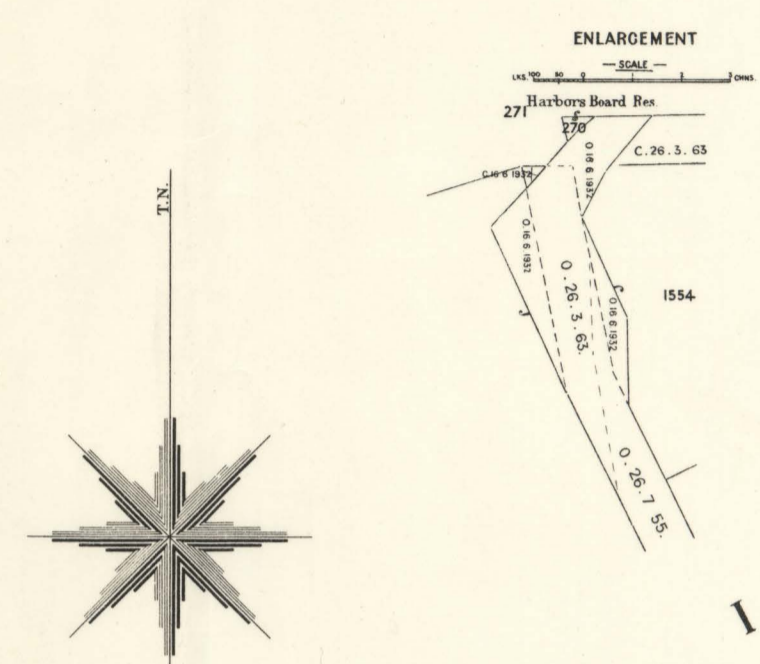 ENLARGEMENT
— SCALE —
LKS. 100 50 0 1 2 3 CHNS.
Harbors Board Res.
271
270
C. 26. 3. 63
C. 16 6 1932
O. 16 6 1932
O. 16 6 1932
O. 26. 3. 63.
O. 16 6 1932
1554
O. 26. 7 55.
T.N.
I